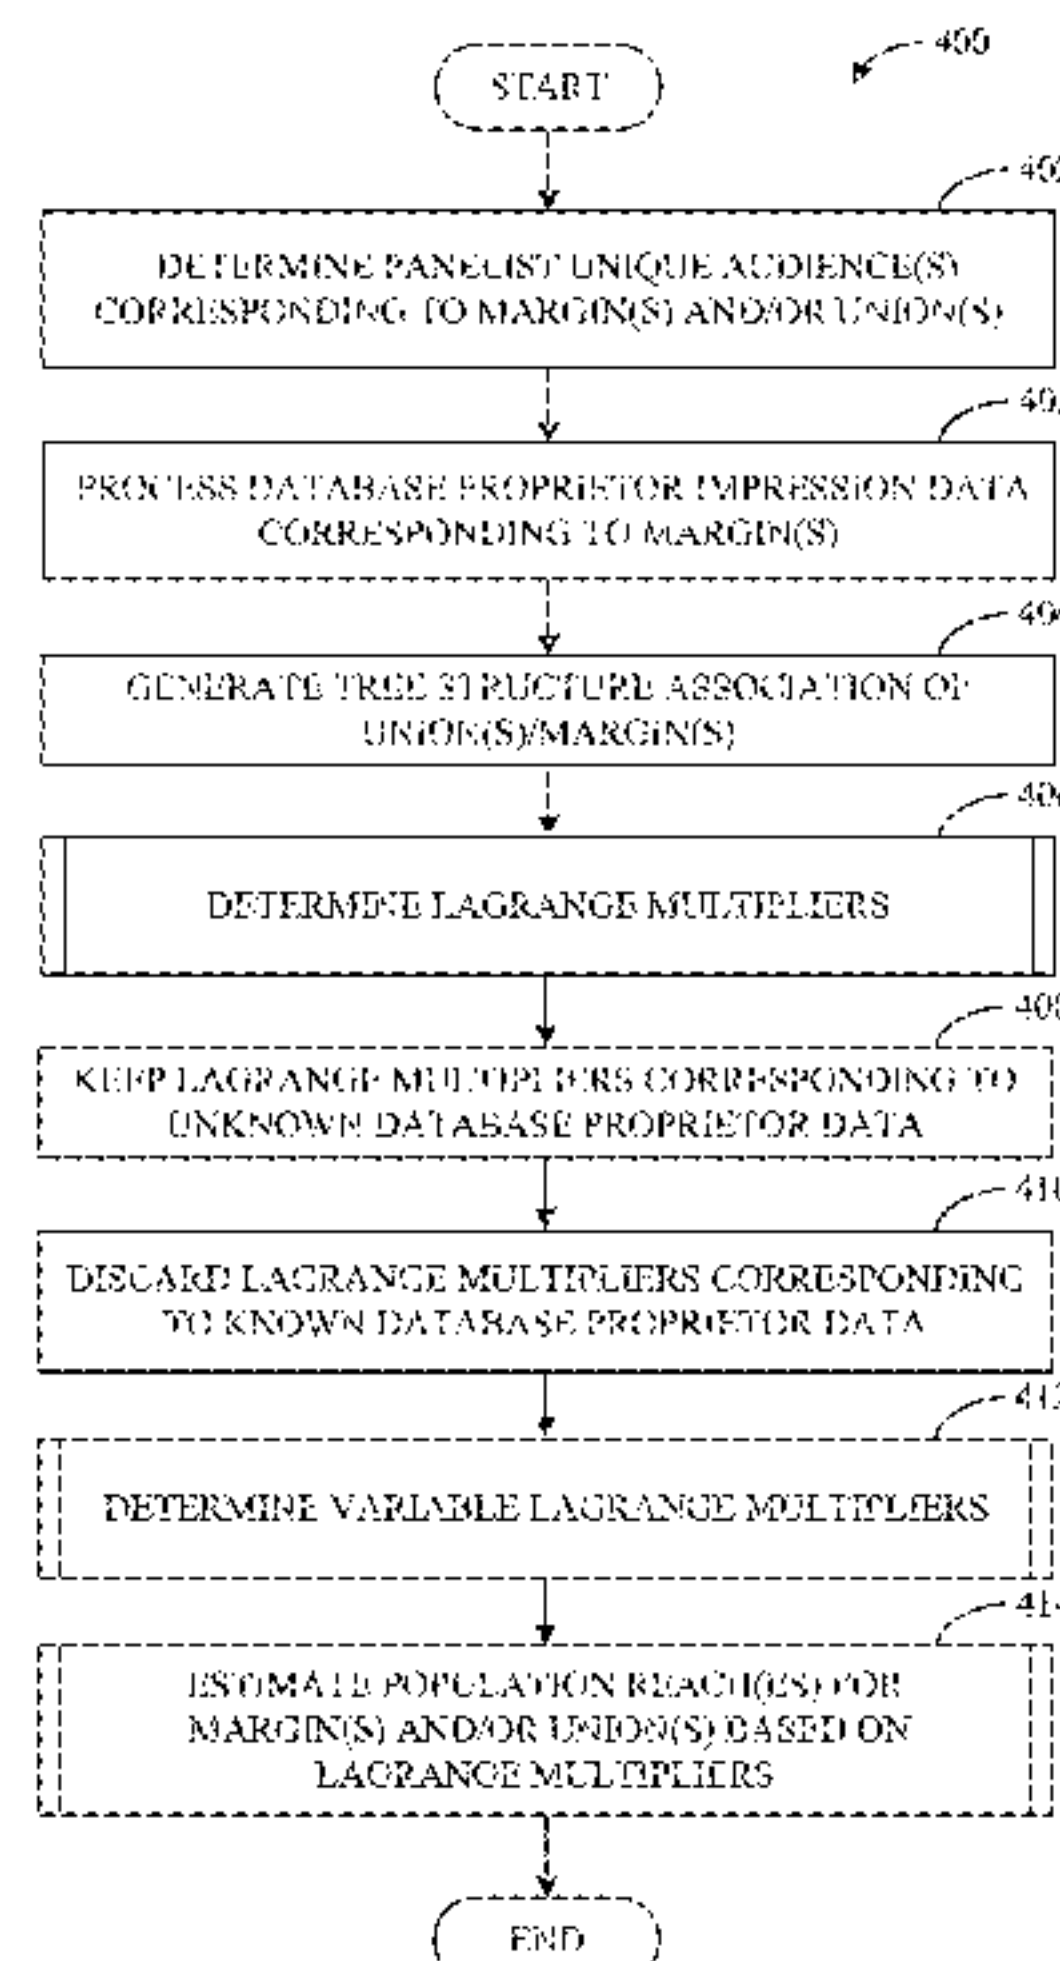 400
START
DETERMINE PANELIST UNIQUE AUDIENCE(S)
CORRESPONDING TO MARGIN(S) AND/OR UNION(S)
PROCESS DATABASE PROPRIETOR IMPRESSION DATA
CORRESPONDING TO MARGIN(S)
GENERATE TREE STRUCTURE ASSOCIATION OF
UNION(S)/MARGIN(S)
DETERMINE LAGRANGE MULTIPLIERS
KEEP LAGRANGE MULTIPLIERS CORRESPONDING TO
UNKNOWN DATABASE PROPRIETOR DATA
DISCARD LAGRANGE MULTIPLIERS CORRESPONDING
TO KNOWN DATABASE PROPRIETOR DATA
DETERMINE VARIABLE LAGRANGE MULTIPLIERS
ESTIMATE POPULATION REACH(ES) FOR
MARGIN(S) AND/OR UNION(S) BASED ON
LAGRANGE MULTIPLIERS
END